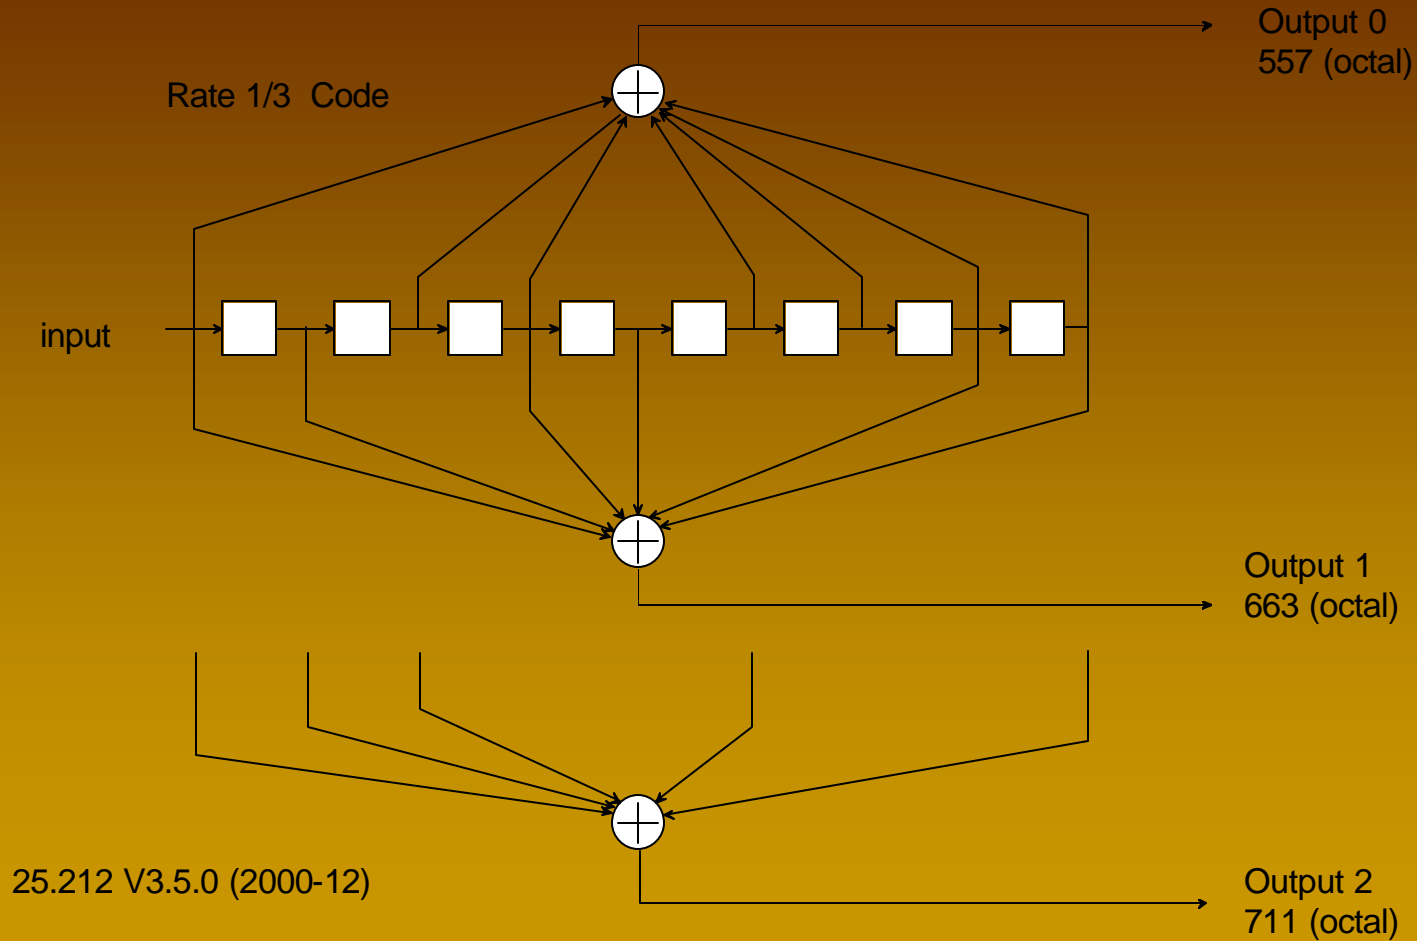 Output 0
557 (octal)
Rate 1/3 Code
input
Output 1
663 (octal)
25.212 V3.5.0 (2000-12)
Output 2
711 (octal)